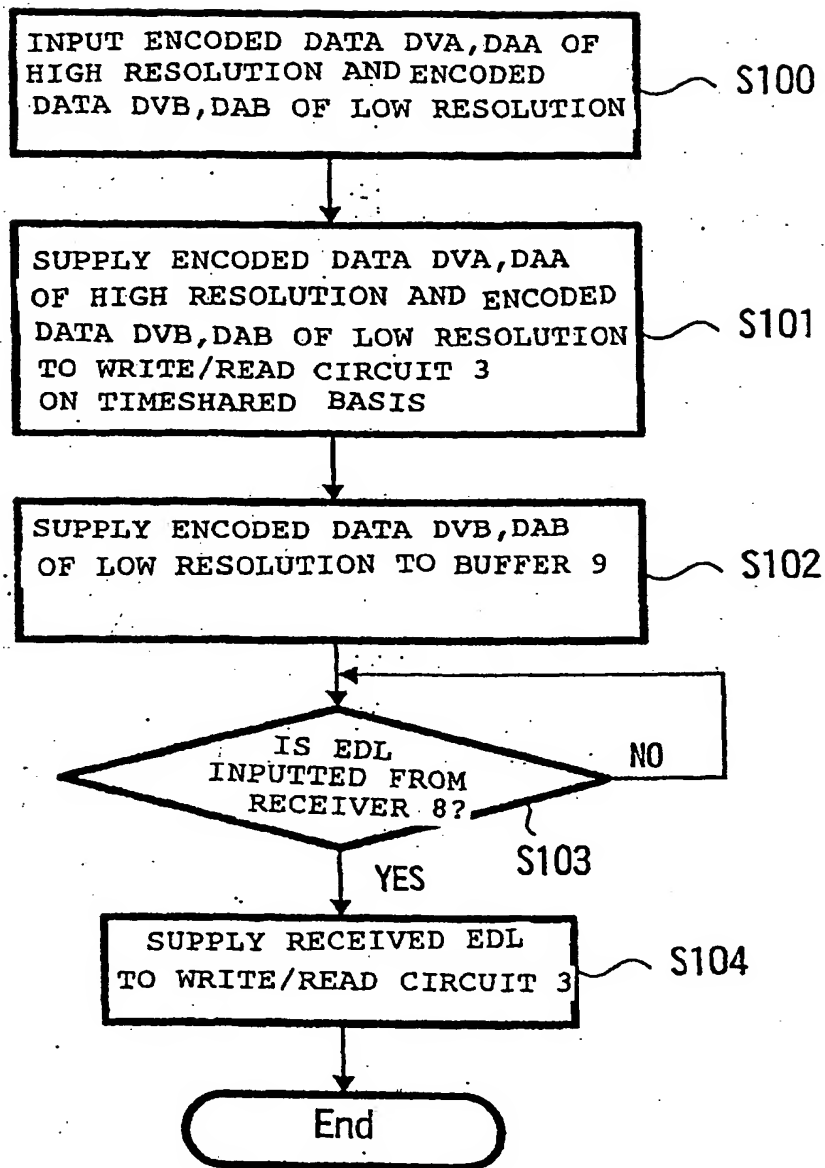 INPUT ENCODED DATA DVA,DAA OF
HIGH RESOLUTION AND ENCODED
DATA DVB,DAB OF LOW RESOLUTION
S100
SUPPLY ENCODED DATA DVA,DAA
OF HIGH RESOLUTION AND ENCODED
DATA DVB,DAB OF LOW RESOLUTION
TO WRITE/READ CIRCUIT 3
ON TIMESHARED BASIS
S101
SUPPLY ENCODED DATA DVB,DAB
OF LOW RESOLUTION TO BUFFER 9
S102
IS EDL
INPUTTED FROM
RECEIVER 8?
NO
S103
YES
SUPPLY RECEIVED EDL
TO WRITE/READ CIRCUIT 3
S104
End